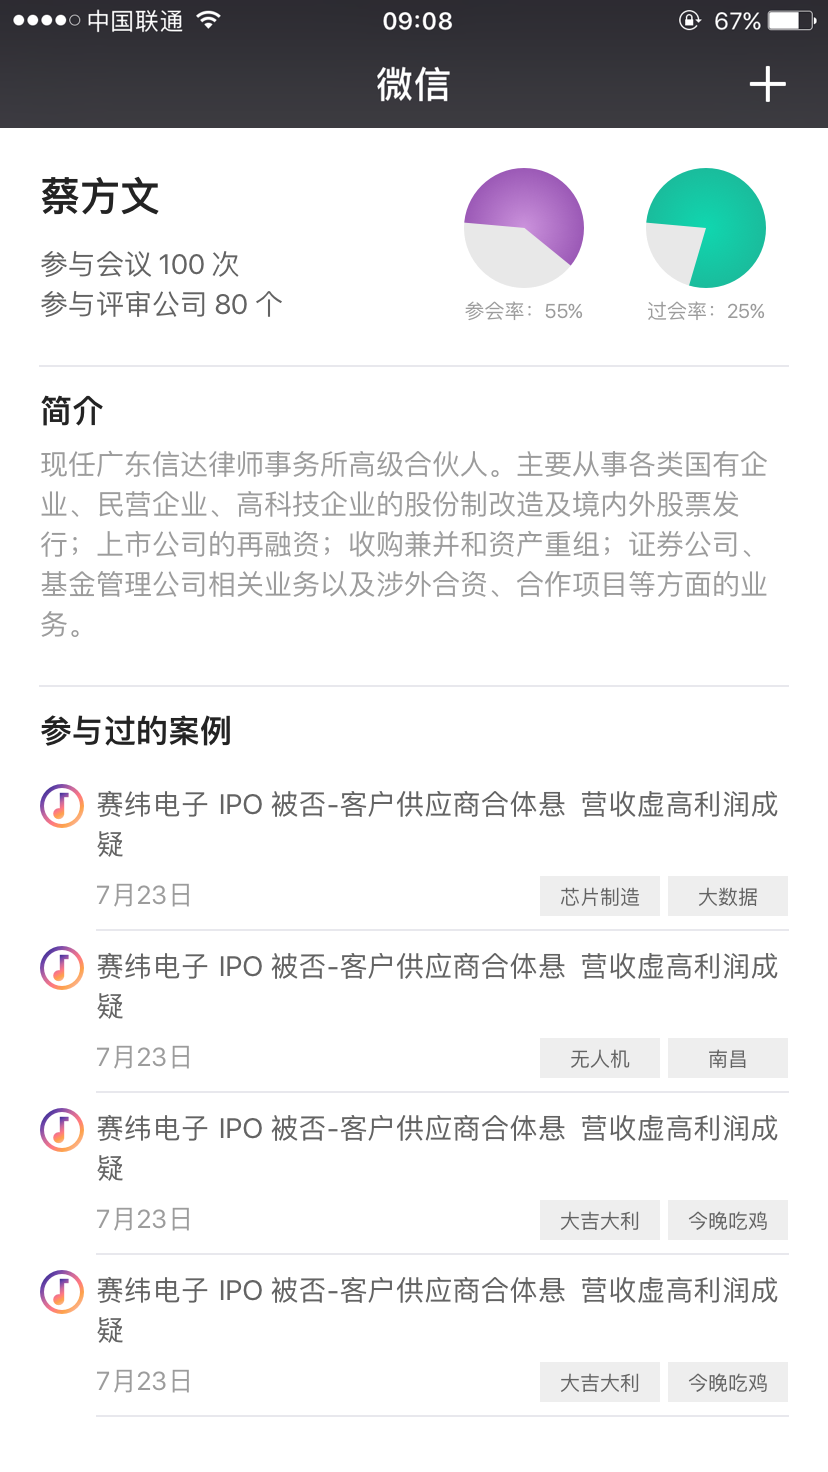 中国联通 09:08 67%
微信
蔡方文
参与会议 100 次
参与评审公司 80 个
参会率：55% 过会率：25%
简介
现任广东信达律师事务所高级合伙人。主要从事各类国有企
业、民营企业、高科技企业的股份制改造及境内外股票发
行；上市公司的再融资；收购兼并和资产重组；证券公司、
基金管理公司相关业务以及涉外合资、合作项目等方面的业
务。
参与过的案例
赛纬电子 IPO 被否-客户供应商合体悬 营收虚高利润成
疑
7月23日 芯片制造 大数据
赛纬电子 IPO 被否-客户供应商合体悬 营收虚高利润成
疑
7月23日 无人机 南昌
赛纬电子 IPO 被否-客户供应商合体悬 营收虚高利润成
疑
7月23日 大吉大利 今晚吃鸡
赛纬电子 IPO 被否-客户供应商合体悬 营收虚高利润成
疑
7月23日 大吉大利 今晚吃鸡